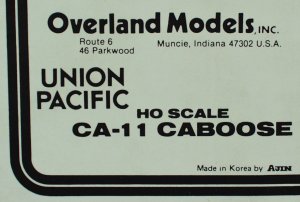 Overland Models, INC.
Route 6 Muncie, Indiana 47302 U.S.A.
46 Parkwood
UNION
PACIFIC
HO SCALE
CA-11 CABOOSE
Made in Korea by AJIN